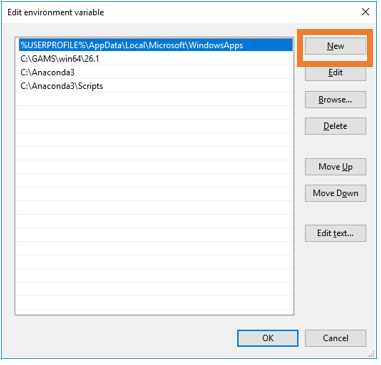 Edit environment variable
%USERPROFILE%\AppData\Local\Microsoft\WindowsApps
C:\GAMS\win64\26.1
C:\Anaconda3
C:\Anaconda3\Scripts
New
Edit
Browse...
Delete
Move Up
Move Down
Edit text...
OK
Cancel